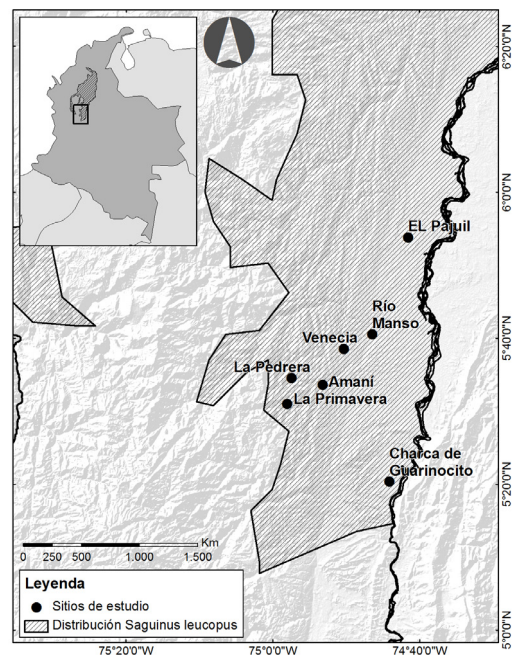 6°20'0"N
6°0'0"N
EL Pajuil
Río
Manso
Venecia
5°40'0"N
La Pedrera
Amaní
La Primavera
Charca de
Guarinocito
5°20'0"N
Km
0 250 500 1.000 1.500
Leyenda
Sitios de estudio
Distribución Saguinus leucopus
5°0'0"N
75°20'0"W 75°0'0"W 74°40'0"W